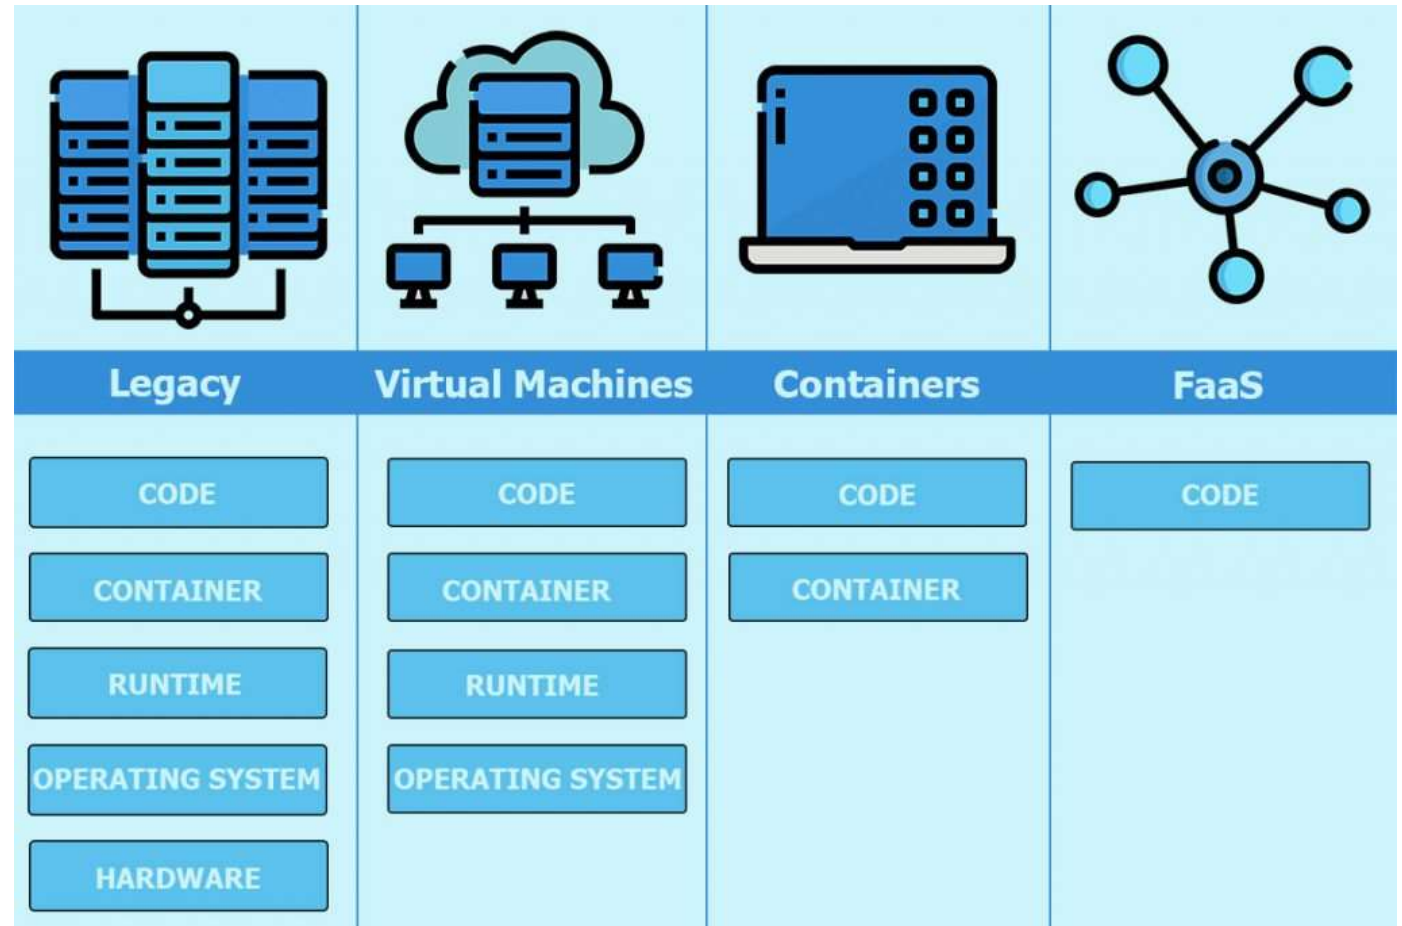 Legacy
Virtual Machines
Containers
FaaS
CODE
CODE
CODE
CODE
CONTAINER
CONTAINER
CONTAINER
RUNTIME
RUNTIME
OPERATING SYSTEM
OPERATING SYSTEM
HARDWARE